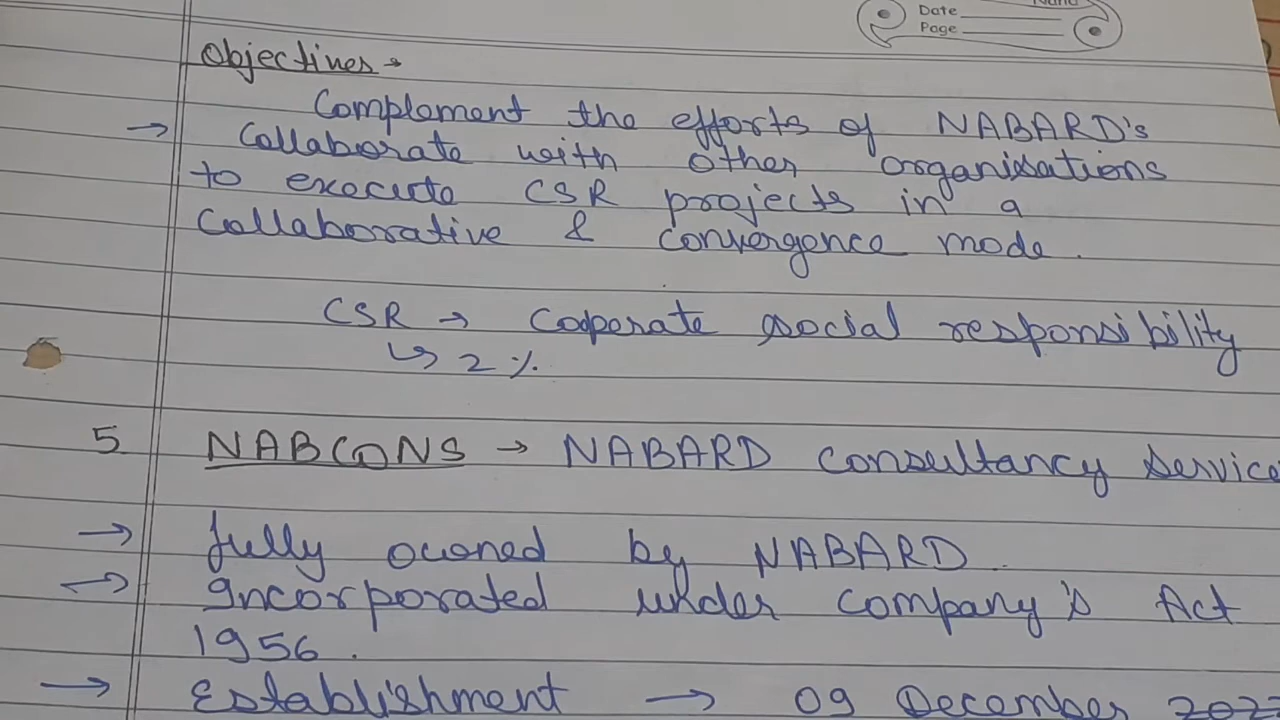 Date
Page
Objectives →
Complement the efforts of NABARD's
→ Collaborate with other organisations
to execute CSR projects in a
Collaborative & convergence mode.
CSR → Cooperate social responsibility
↳ 2 %
5 NABCONS → NABARD Consultancy Service
→ fully owned by NABARD.
→ Incorporated under Company's Act
1956.
→ Establishment → 09 December